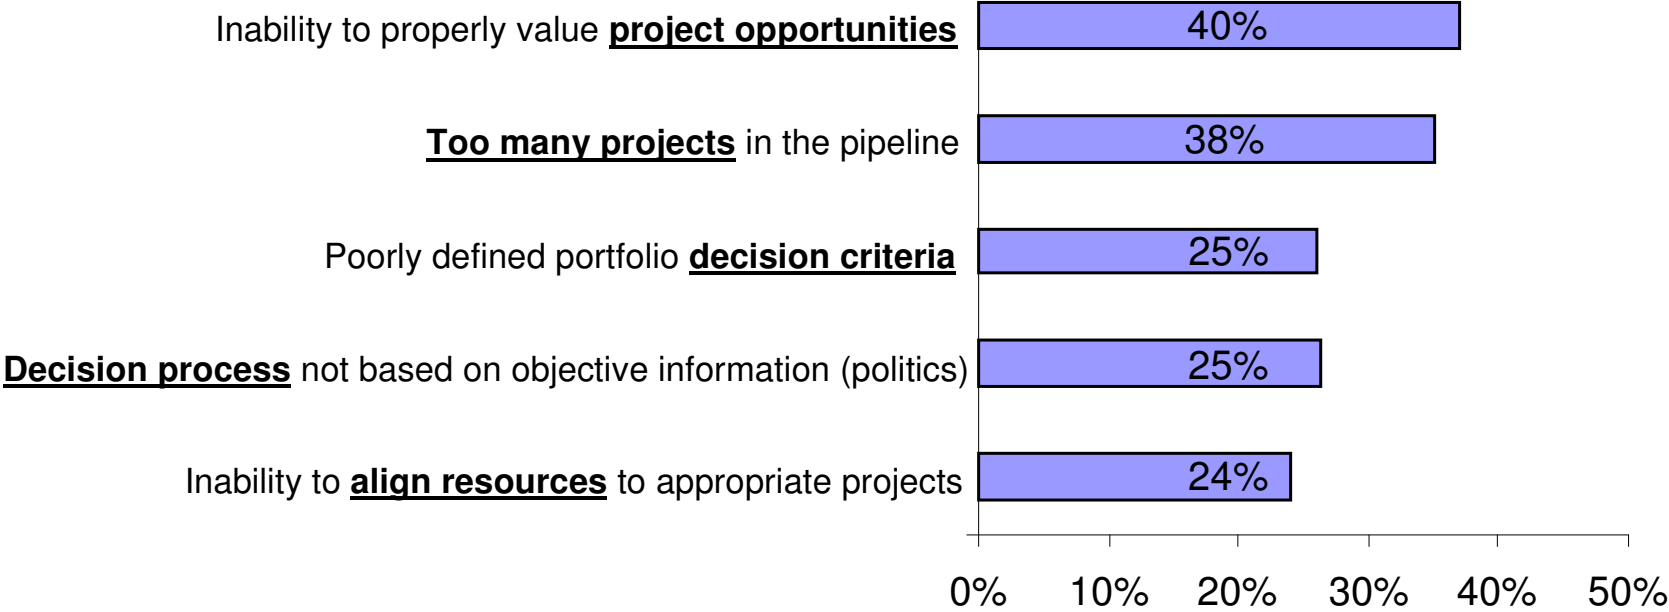 Inability to properly value project opportunities 40%
Too many projects in the pipeline 38%
Poorly defined portfolio decision criteria 25%
Decision process not based on objective information (politics) 25%
Inability to align resources to appropriate projects 24%
0% 10% 20% 30% 40% 50%